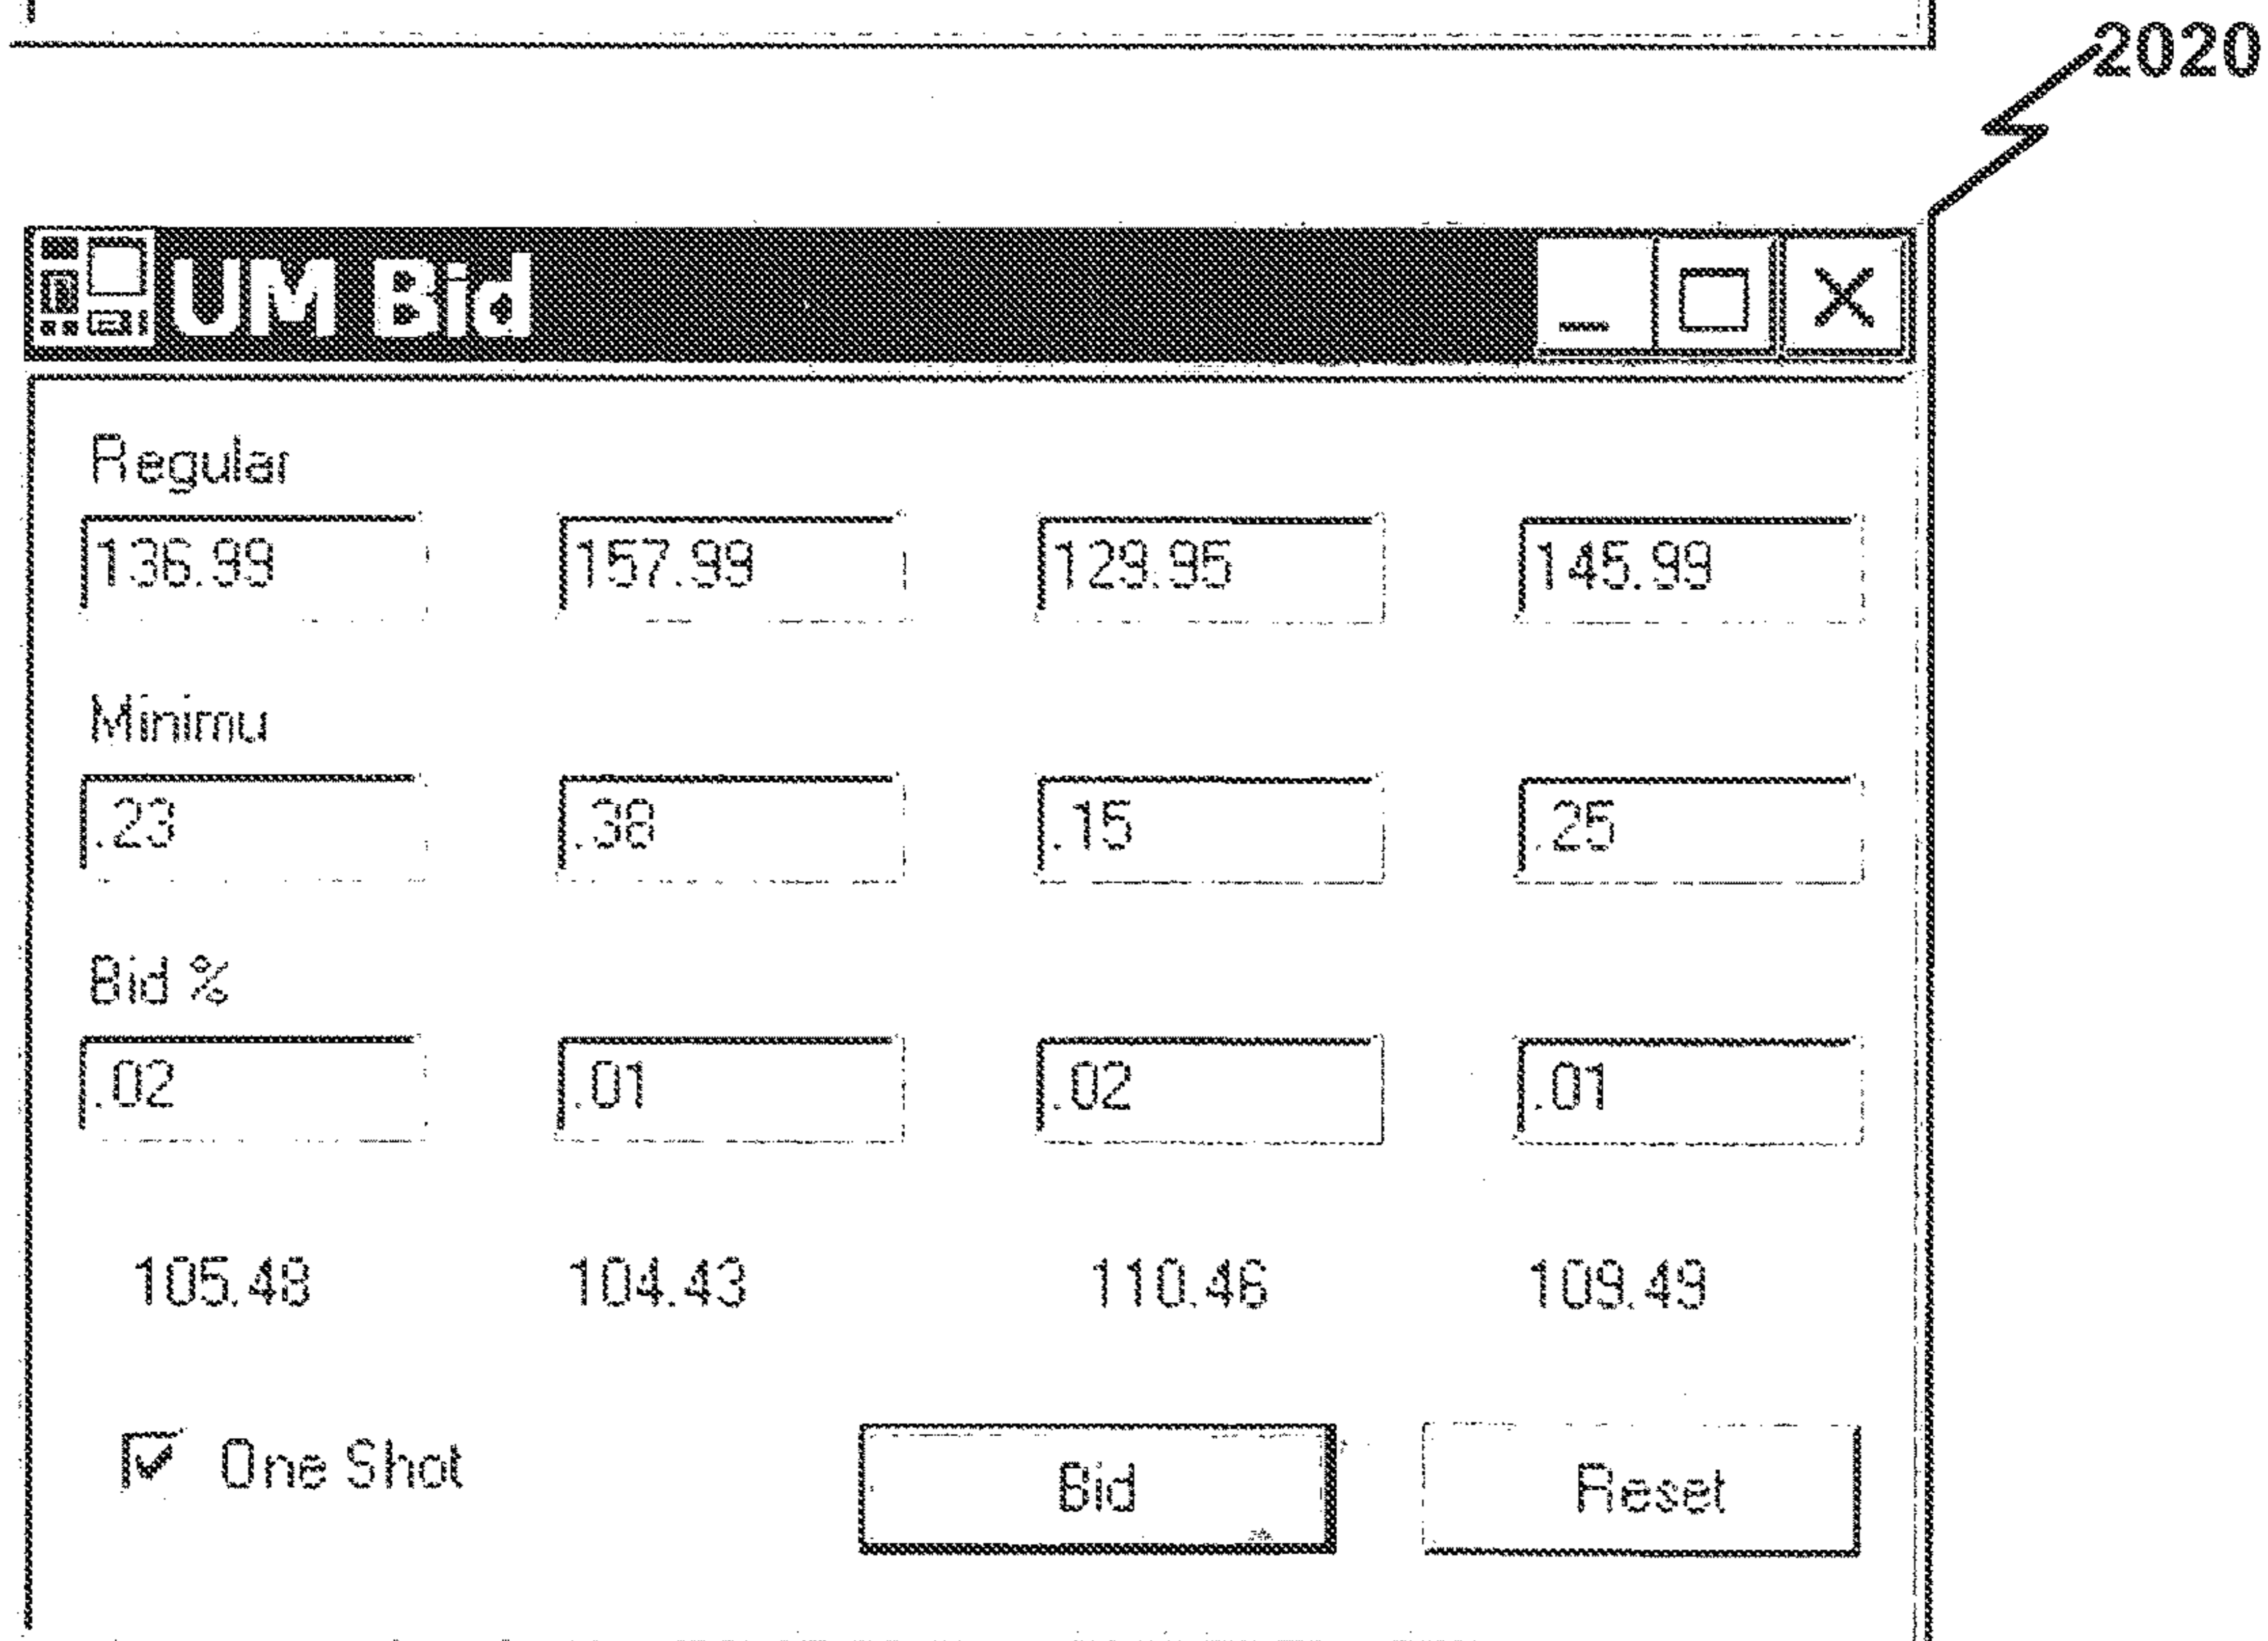 2020
UM Bid
Regular
136.99 157.99 129.95 145.99
Minimu
.23 .38 .15 .25
Bid %
.02 .01 .02 .01
105.48 104.43 110.46 109.49
One Shot Bid Reset